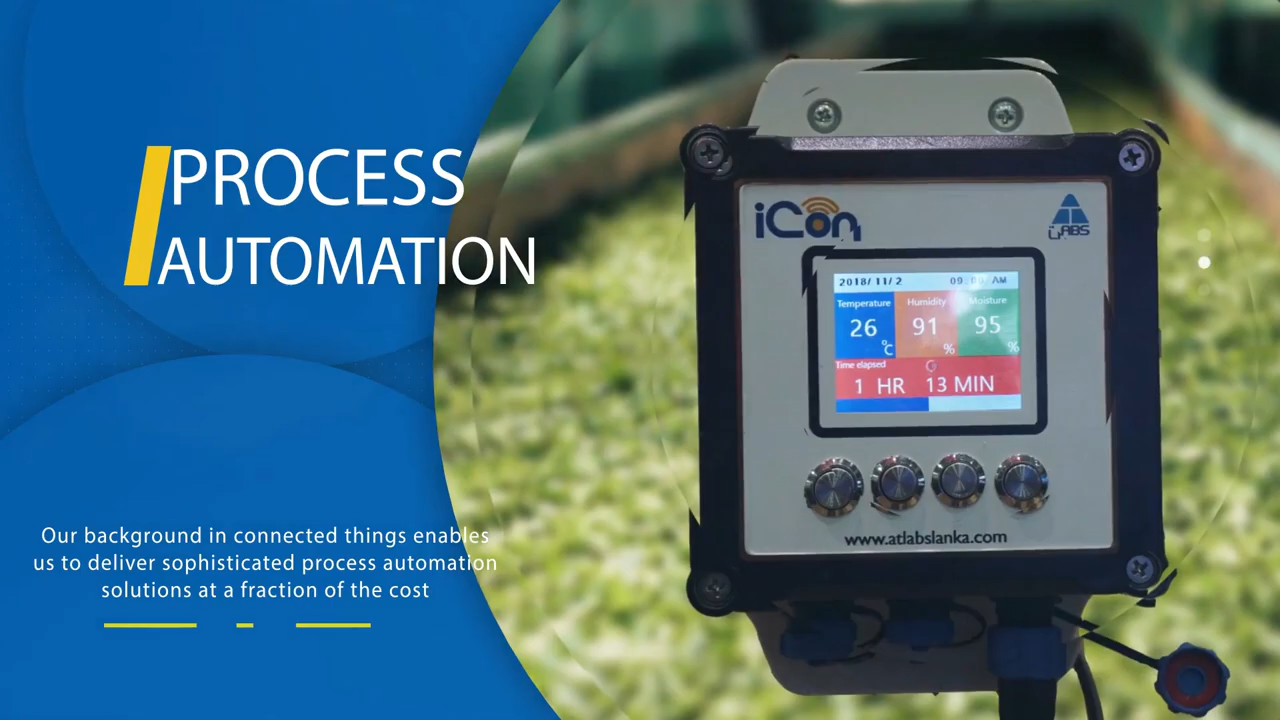 PROCESS
AUTOMATION
Our background in connected things enables
us to deliver sophisticated process automation
solutions at a fraction of the cost
iCon
LABS
2018/11/2 09:00 AM
Temperature Humidity Moisture
26 °C 91 % 95 %
Time elapsed
1 HR 13 MIN
www.atlabslanka.com